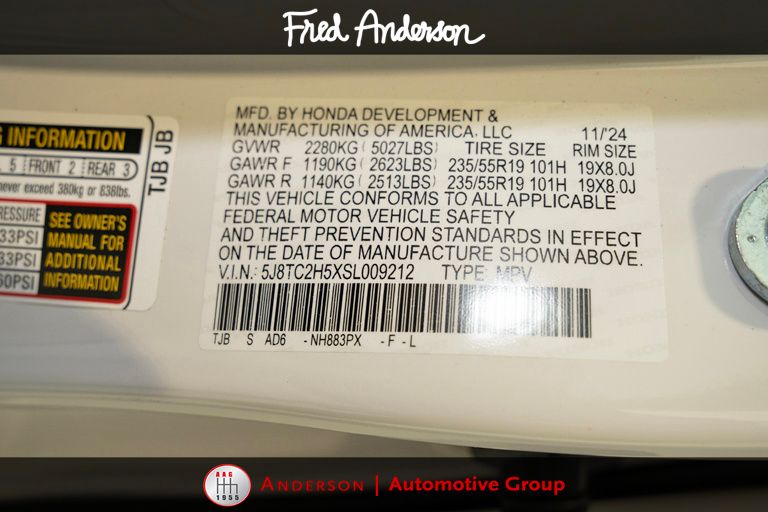 Fred Anderson
G INFORMATION
5 FRONT 2 REAR 3
never exceed 380kg or 838lbs.
TJB JB
PRESSURE
33PSI
33PSI
60PSI
SEE OWNER'S
MANUAL FOR
ADDITIONAL
INFORMATION
MFD. BY HONDA DEVELOPMENT &
MANUFACTURING OF AMERICA, LLC 11/'24
GVWR 2280KG ( 5027LBS) TIRE SIZE RIM SIZE
GAWR F 1190KG ( 2623LBS) 235/55R19 101H 19X8.0J
GAWR R 1140KG ( 2513LBS) 235/55R19 101H 19X8.0J
THIS VEHICLE CONFORMS TO ALL APPLICABLE
FEDERAL MOTOR VEHICLE SAFETY
AND THEFT PREVENTION STANDARDS IN EFFECT
ON THE DATE OF MANUFACTURE SHOWN ABOVE.
V.I.N.: 5J8TC2H5XSL009212 TYPE: MPV
TJB S AD6 -NH883PX -F-L
AAG
1955
ANDERSON | Automotive Group